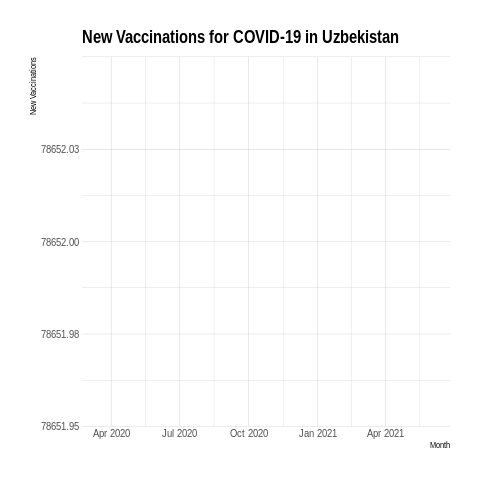 New Vaccinations for COVID-19 in Uzbekistan
New Vaccinations
78652.03
78652.00
78651.98
78651.95
Apr 2020 Jul 2020 Oct 2020 Jan 2021 Apr 2021
Month